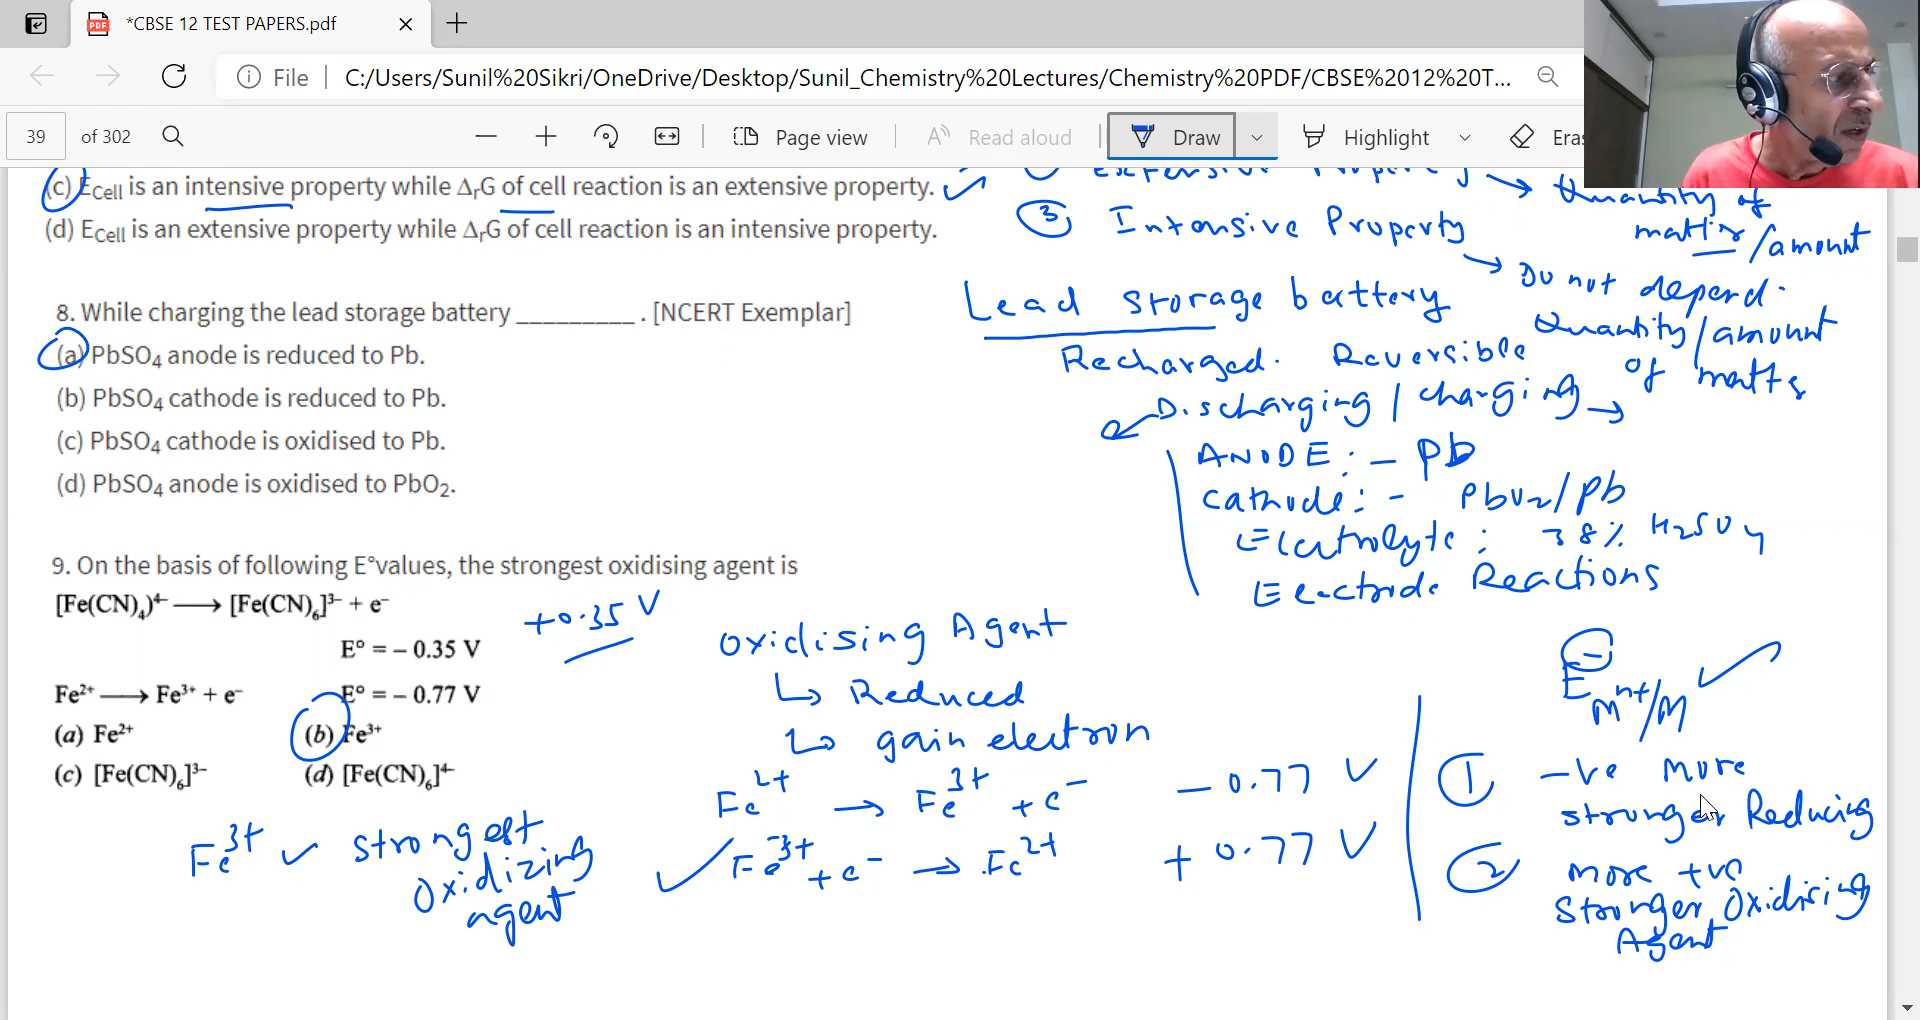 *CBSE 12 TEST PAPERS.pdf
File C:/Users/Sunil%20Sikri/OneDrive/Desktop/Sunil_Chemistry%20Lectures/Chemistry%20PDF/CBSE%2012%20T...
39 of 302 Page view Read aloud Draw Highlight Eras
(c) ECell is an intensive property while ΔrG of cell reaction is an extensive property.
(d) ECell is an extensive property while ΔrG of cell reaction is an intensive property.
8. While charging the lead storage battery _________ . [NCERT Exemplar]
(a) PbSO4 anode is reduced to Pb.
(b) PbSO4 cathode is reduced to Pb.
(c) PbSO4 cathode is oxidised to Pb.
(d) PbSO4 anode is oxidised to PbO2.
9. On the basis of following E°values, the strongest oxidising agent is
[Fe(CN)4)4− ⟶ [Fe(CN)6]3− + e−
E° = – 0.35 V
Fe2+ ⟶ Fe3+ + e− E° = – 0.77 V
(a) Fe2+ (b) Fe3+
(c) [Fe(CN)6]3− (d) [Fe(CN)6]4−
+0.35 V
Fe3+ ✓ strongest
oxidizing
agent
Extensive Property → Quantity of
matter/amount
③ Intensive Property
→ Do not depend.
Quantity/amount
of matter
Lead storage battery
Recharged. Reversible
Discharging / charging →
ANODE :- Pb
Cathode :- PbO2/Pb
Electrolyte : 38% H2SO4
Electrode Reactions
Oxidising Agent
↳ Reduced
↳ gain electron
Fe2+ → Fe3+ + e− − 0.77 V
Fe3+ + e− → Fe2+ + 0.77 V
E⊖ Mn+/M
① −ve more
stronger Reducing
② more +ve
Stronger Oxidising
Agent